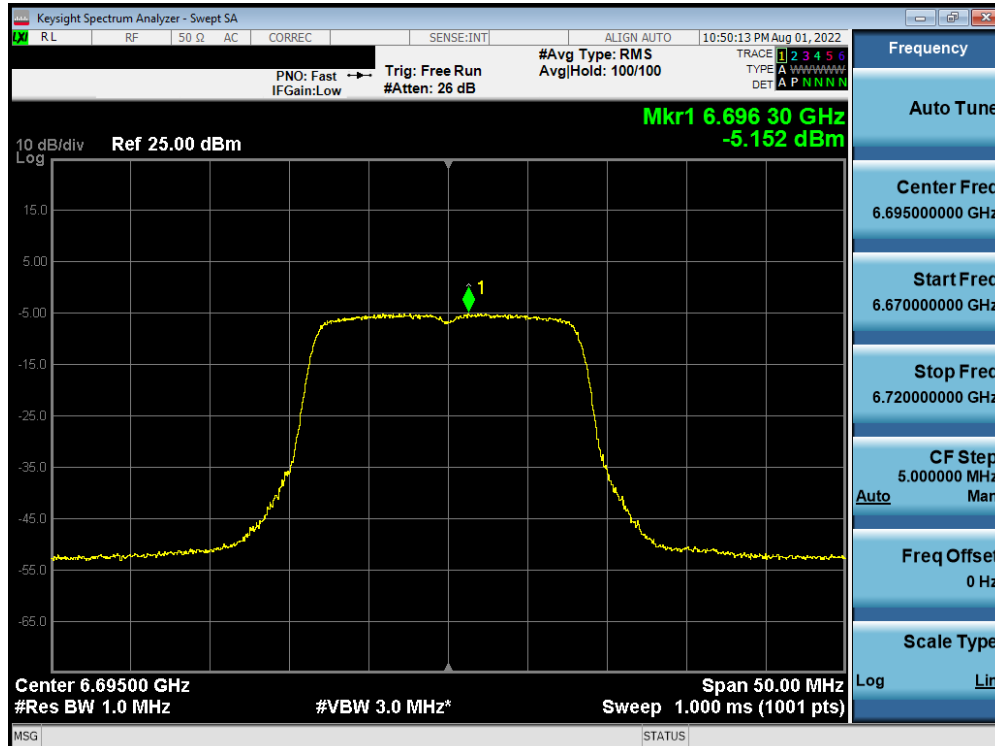 Keysight Spectrum Analyzer - Swept SA
LXI RL RF 50 Ω AC CORREC SENSE:INT ALIGN AUTO 10:50:13 PM Aug 01, 2022
PNO: Fast
IFGain:Low
Trig: Free Run
#Atten: 26 dB
#Avg Type: RMS
Avg|Hold: 100/100
TRACE 1 2 3 4 5 6
TYPE A WWWWW
DET A P N N N N
Mkr1 6.696 30 GHz
-5.152 dBm
10 dB/div Ref 25.00 dBm
Log
15.0
5.00
-5.00
-15.0
-25.0
-35.0
-45.0
-55.0
-65.0
1
Center 6.69500 GHz Span 50.00 MHz
#Res BW 1.0 MHz #VBW 3.0 MHz* Sweep 1.000 ms (1001 pts)
MSG STATUS
Frequency
Auto Tune
Center Freq
6.695000000 GHz
Start Freq
6.670000000 GHz
Stop Freq
6.720000000 GHz
CF Step
5.000000 MHz
Auto Man
Freq Offset
0 Hz
Scale Type
Log Lin